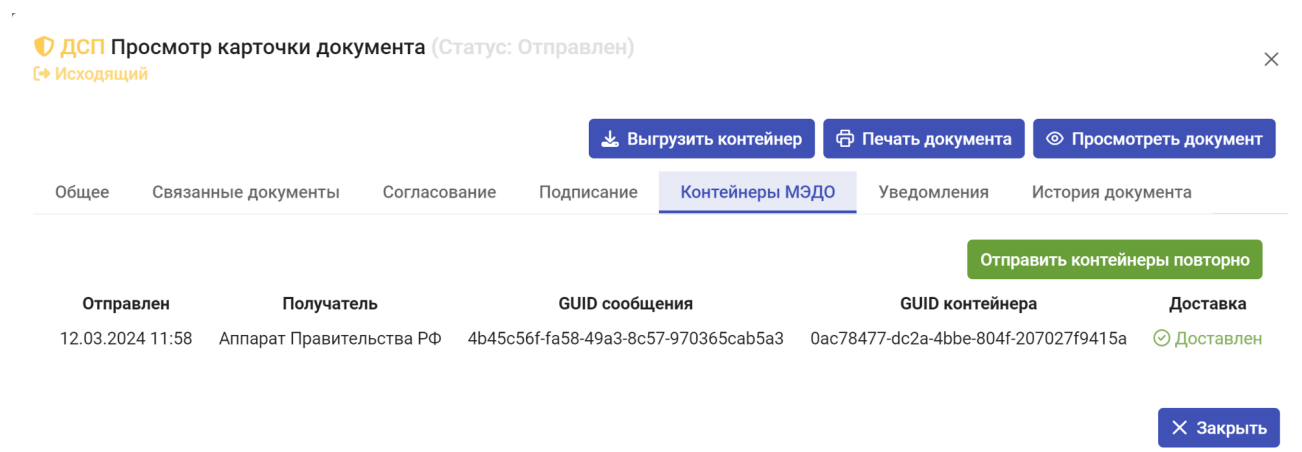 ДСП Просмотр карточки документа (Статус: Отправлен)
Исходящий
Выгрузить контейнер Печать документа Просмотреть документ
Общее Связанные документы Согласование Подписание Контейнеры МЭДО Уведомления История документа
Отправить контейнеры повторно
Отправлен Получатель GUID сообщения GUID контейнера Доставка
12.03.2024 11:58 Аппарат Правительства РФ 4b45c56f-fa58-49a3-8c57-970365cab5a3 0ac78477-dc2a-4bbe-804f-207027f9415a Доставлен
Закрыть